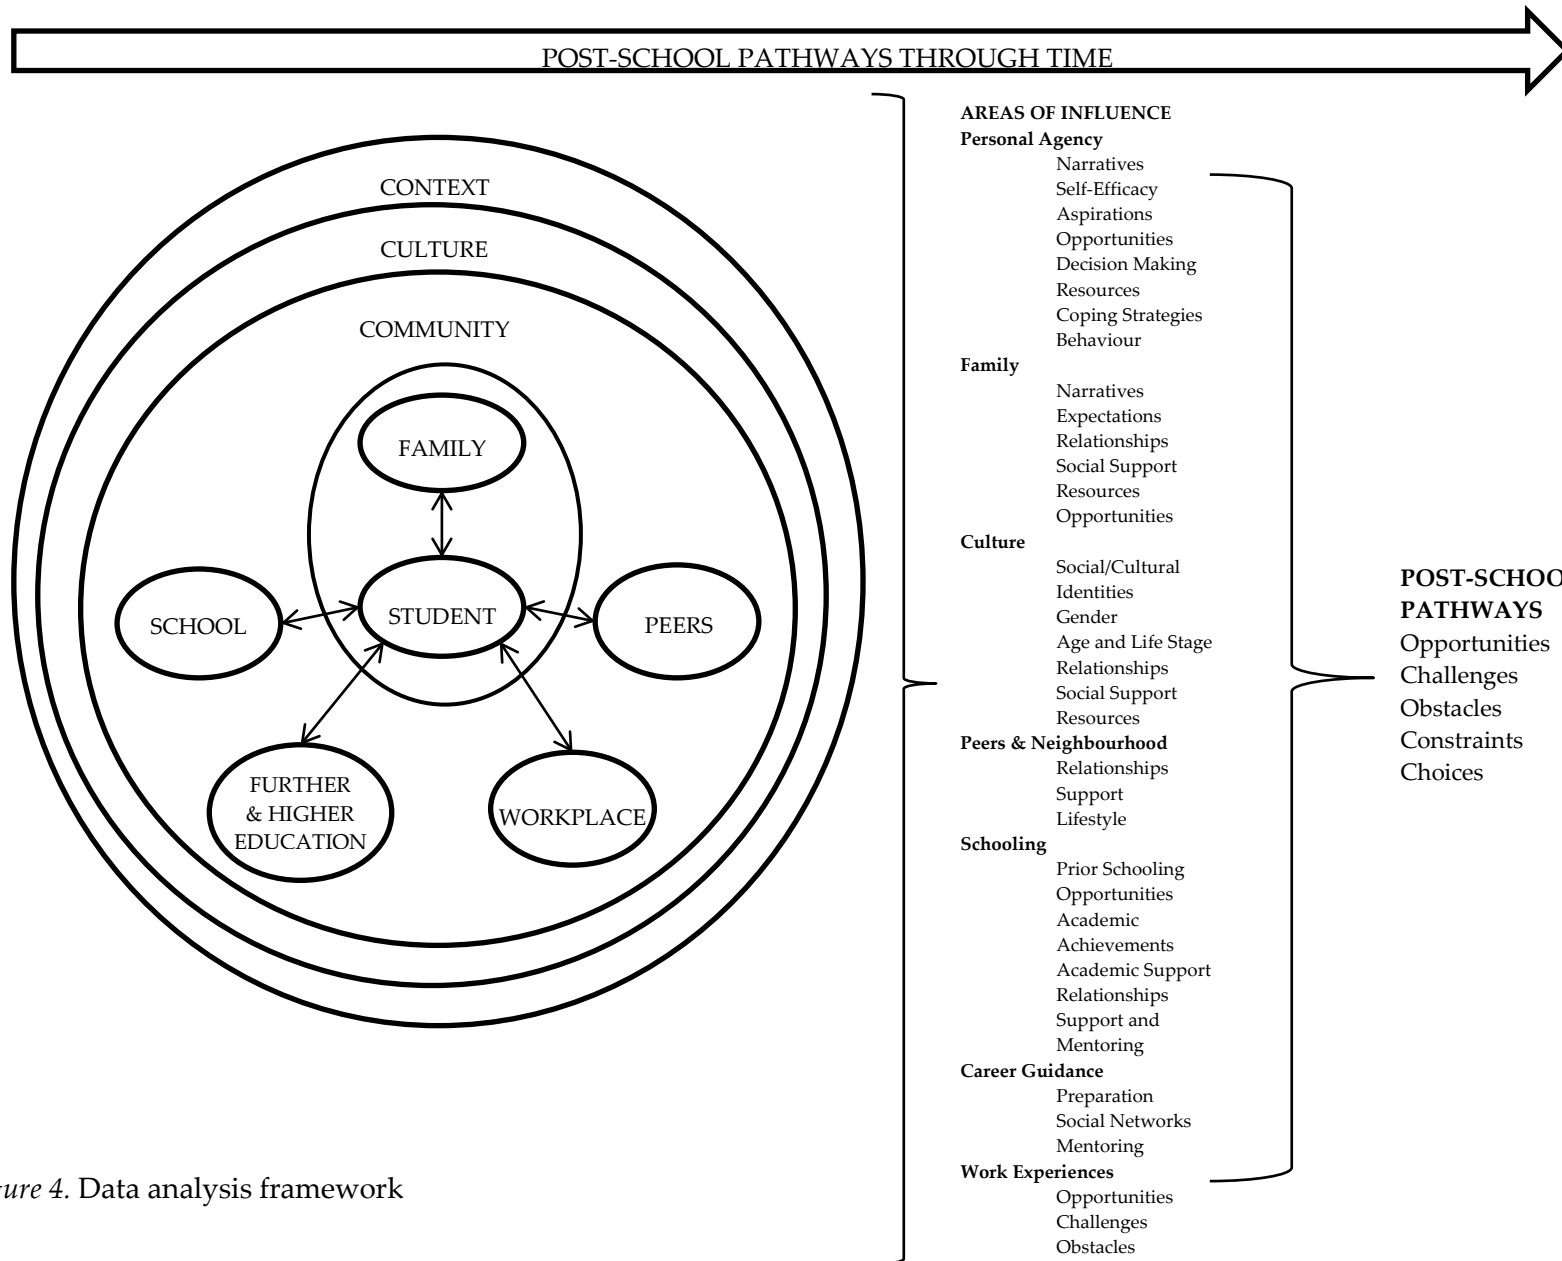 POST-SCHOOL PATHWAYS THROUGH TIME
CONTEXT
CULTURE
COMMUNITY
FAMILY
STUDENT
SCHOOL
PEERS
FURTHER
& HIGHER
EDUCATION
WORKPLACE
AREAS OF INFLUENCE
Personal Agency
Narratives
Self-Efficacy
Aspirations
Opportunities
Decision Making
Resources
Coping Strategies
Behaviour
Family
Narratives
Expectations
Relationships
Social Support
Resources
Opportunities
Culture
Social/Cultural
Identities
Gender
Age and Life Stage
Relationships
Social Support
Resources
Peers & Neighbourhood
Relationships
Support
Lifestyle
Schooling
Prior Schooling
Opportunities
Academic
Achievements
Academic Support
Relationships
Support and
Mentoring
Career Guidance
Preparation
Social Networks
Mentoring
Work Experiences
Opportunities
Challenges
Obstacles
POST-SCHOO
PATHWAYS
Opportunities
Challenges
Obstacles
Constraints
Choices
ure 4. Data analysis framework